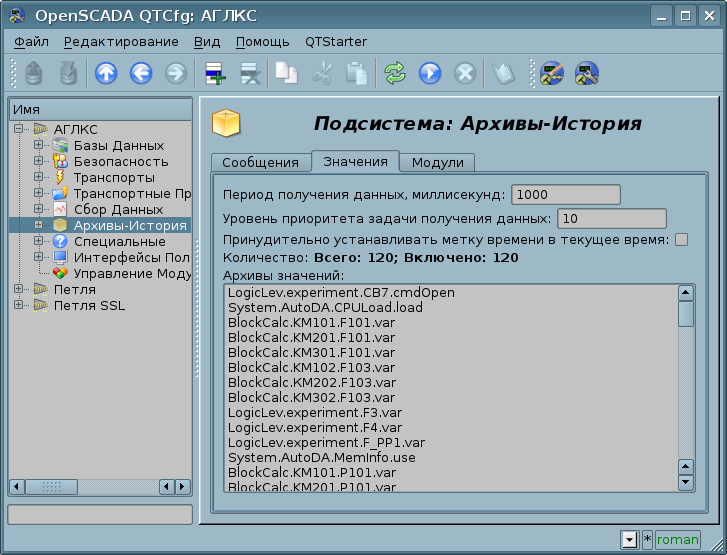 OpenSCADA QTCfg: АГЛКС
Файл Редактирование Вид Помощь QTStarter
Имя
АГЛКС
Базы Данных
Безопасность
Транспорты
Транспортные Пр
Сбор Данных
Архивы-История
Специальные
Интерфейсы Пол
Управление Моду
Петля
Петля SSL
Подсистема: Архивы-История
Сообщения Значения Модули
Период получения данных, миллисекунд: 1000
Уровень приоритета задачи получения данных: 10
Принудительно устанавливать метку времени в текущее время:
Количество: Всего: 120; Включено: 120
Архивы значений:
LogicLev.experiment.CB7.cmdOpen
System.AutoDA.CPULoad.load
BlockCalc.KM101.F101.var
BlockCalc.KM201.F101.var
BlockCalc.KM301.F101.var
BlockCalc.KM102.F103.var
BlockCalc.KM202.F103.var
BlockCalc.KM302.F103.var
LogicLev.experiment.F3.var
LogicLev.experiment.F4.var
LogicLev.experiment.F_PP1.var
System.AutoDA.MemInfo.use
BlockCalc.KM101.P101.var
BlockCalc.KM201.P101.var
* roman